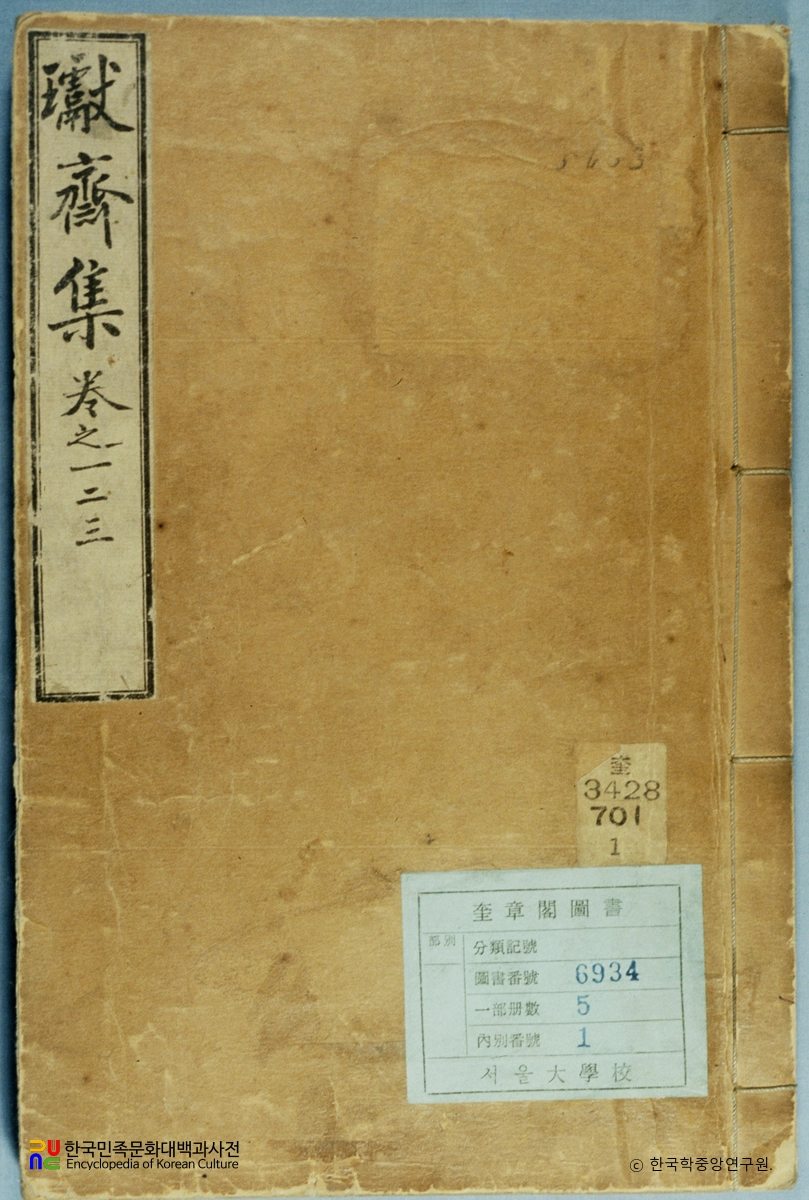 瓛齋集 卷之一二三
奎
3428
701
1
奎章閣圖書
部別
分類記號
圖書番號 6934
一部册數 5
內別番號 1
서울大學校
한국민족문화대백과사전
Encyclopedia of Korean Culture
© 한국학중앙연구원.